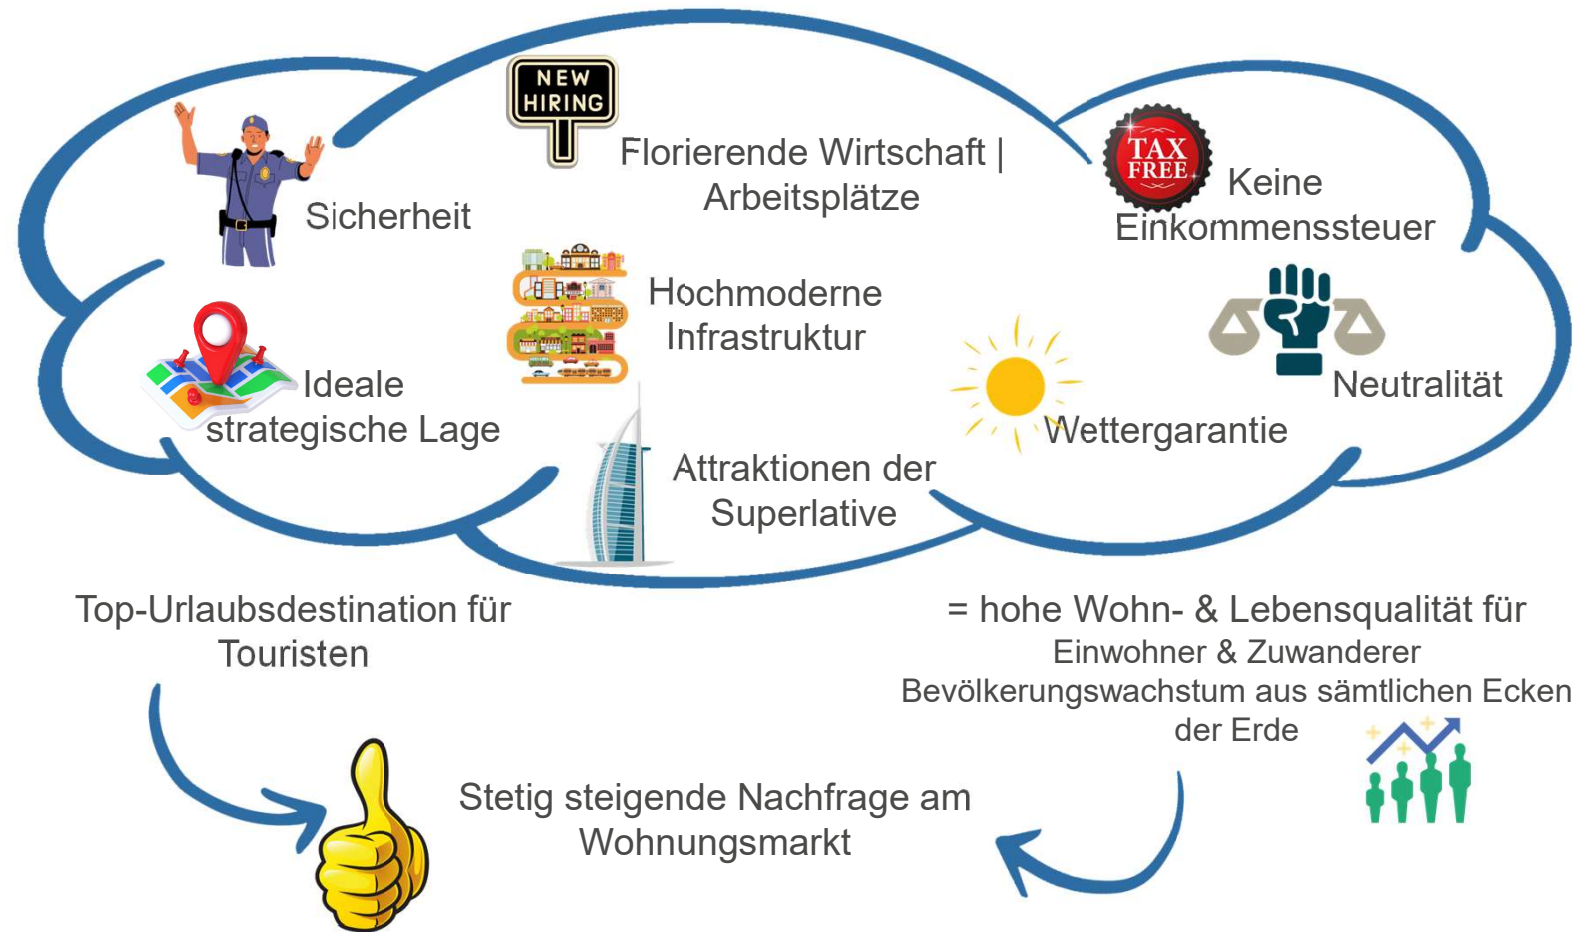 NEW
HIRING
Florierende Wirtschaft |
Arbeitsplätze
TAX
FREE
Keine
Einkommenssteuer
Sicherheit
Hochmoderne
Infrastruktur
Ideale
strategische Lage
Neutralität
Wettergarantie
Attraktionen der
Superlative
Top-Urlaubsdestination für
Touristen
= hohe Wohn- & Lebensqualität für
Einwohner & Zuwanderer
Bevölkerungswachstum aus sämtlichen Ecken
der Erde
Stetig steigende Nachfrage am
Wohnungsmarkt